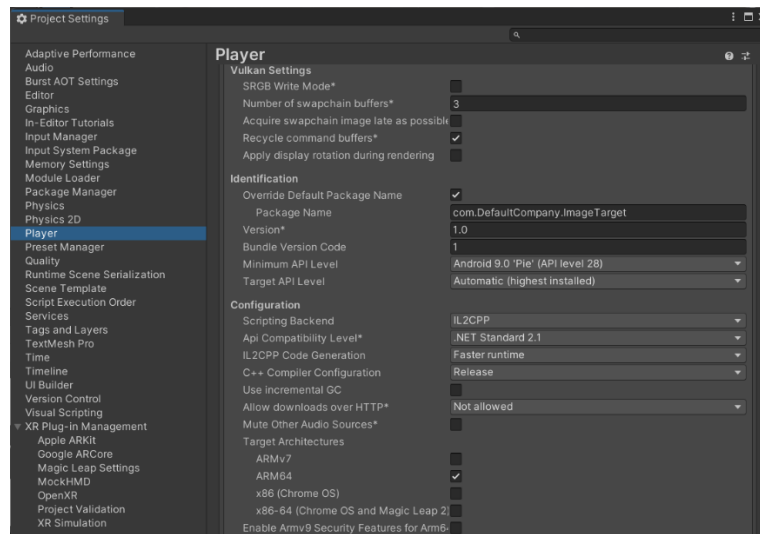 Project Settings
Adaptive Performance
Audio
Burst AOT Settings
Editor
Graphics
In-Editor Tutorials
Input Manager
Input System Package
Memory Settings
Module Loader
Package Manager
Physics
Physics 2D
Player
Preset Manager
Quality
Runtime Scene Serialization
Scene Template
Script Execution Order
Services
Tags and Layers
TextMesh Pro
Time
Timeline
UI Builder
Version Control
Visual Scripting
XR Plug-in Management
Apple ARKit
Google ARCore
Magic Leap Settings
MockHMD
OpenXR
Project Validation
XR Simulation
Player
Vulkan Settings
SRGB Write Mode*
Number of swapchain buffers* 3
Acquire swapchain image late as possible
Recycle command buffers*
Apply display rotation during rendering
Identification
Override Default Package Name
Package Name com.DefaultCompany.ImageTarget
Version* 1.0
Bundle Version Code 1
Minimum API Level Android 9.0 'Pie' (API level 28)
Target API Level Automatic (highest installed)
Configuration
Scripting Backend IL2CPP
Api Compatibility Level* .NET Standard 2.1
IL2CPP Code Generation Faster runtime
C++ Compiler Configuration Release
Use incremental GC
Allow downloads over HTTP* Not allowed
Mute Other Audio Sources*
Target Architectures
ARMv7
ARM64
x86 (Chrome OS)
x86-64 (Chrome OS and Magic Leap 2)
Enable Armv9 Security Features for Arm6